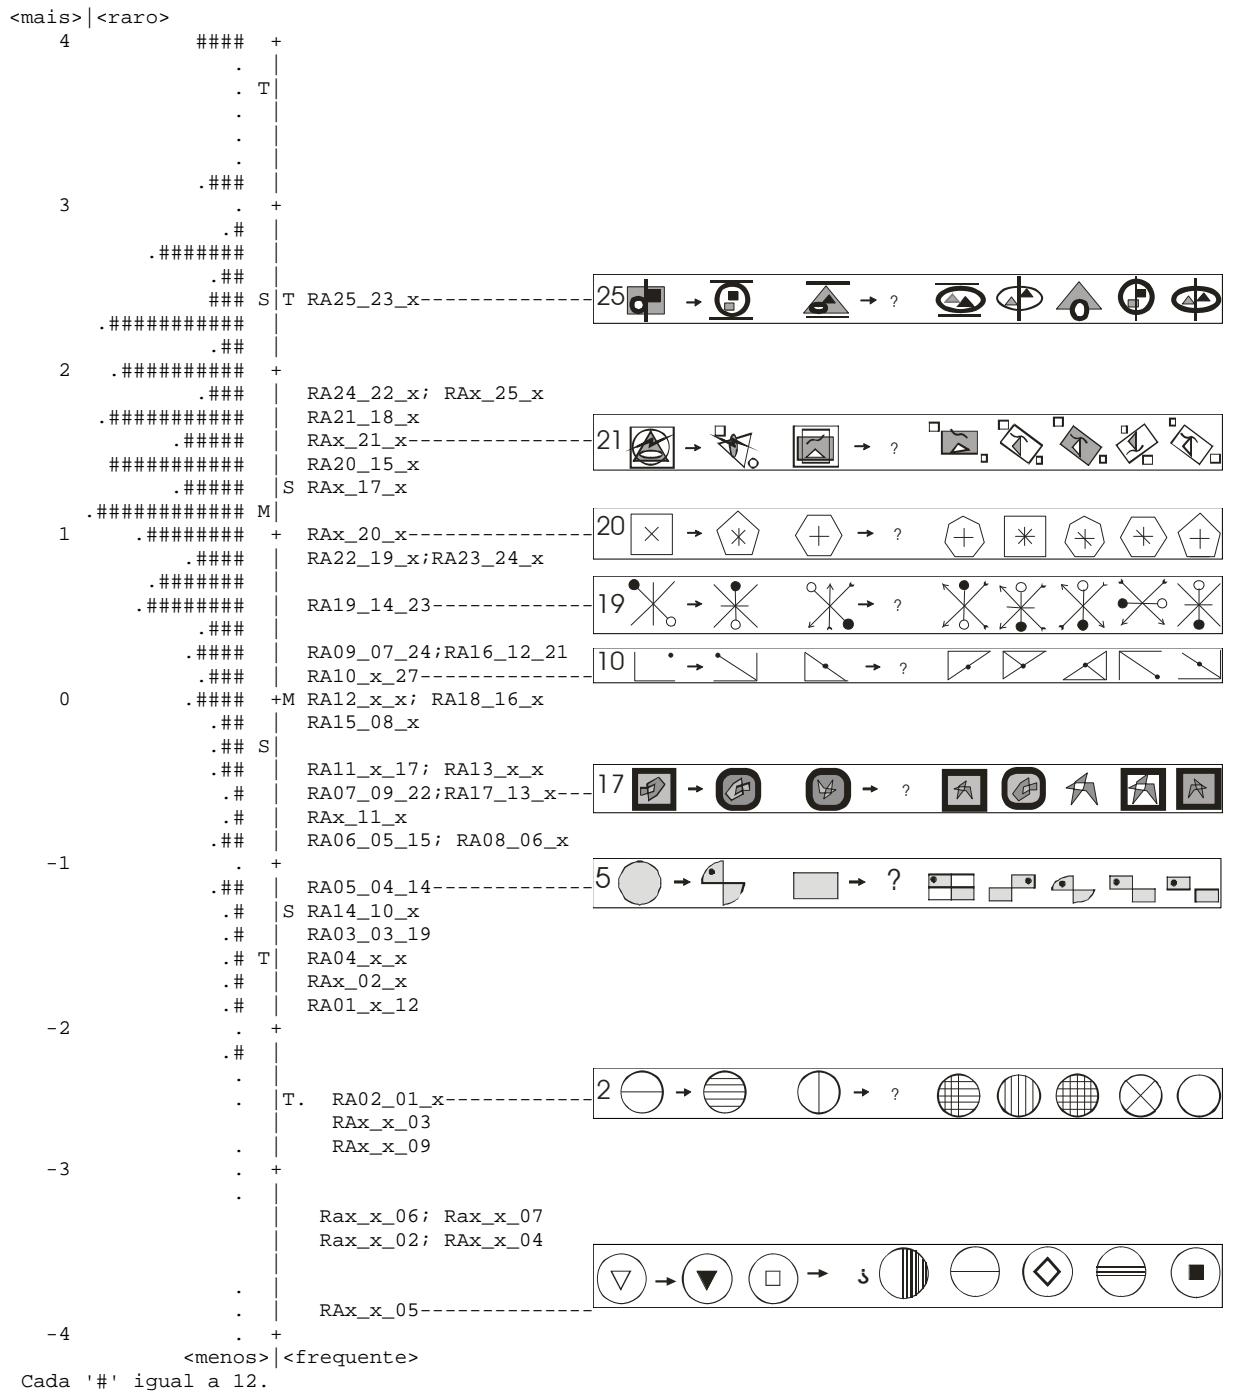 <mais>|<raro>
4 #### +
. |
. T|
. |
. |
. |
.### |
3 . +
.# |
.####### |
.## |
### S|T RA25_23_x------------- 25 → → ?
.########### |
.## |
2 .########## +
.### | RA24_22_x; RAx_25_x
.########### | RA21_18_x
.##### | RAx_21_x-------------- 21 → → ?
########### | RA20_15_x
.##### |S RAx_17_x
.############ M|
1 .######## + RAx_20_x-------------- 20 → → ?
.#### | RA22_19_x;RA23_24_x
.####### |
.######## | RA19_14_23------------ 19 → → ?
.### |
.#### | RA09_07_24;RA16_12_21
.### | RA10_x_27------------- 10 → → ?
0 .#### +M RA12_x_x; RA18_16_x
.## | RA15_08_x
.## S|
.## | RA11_x_17; RA13_x_x
.# | RA07_09_22;RA17_13_x--- 17 → → ?
.# | RAx_11_x
.## | RA06_05_15; RA08_06_x
-1 . +
.## | RA05_04_14------------ 5 → → ?
.# |S RA14_10_x
.# | RA03_03_19
.# T| RA04_x_x
.# | RAx_02_x
.# | RA01_x_12
-2 . +
.# |
. |
. |T. RA02_01_x----------- 2 → → ?
| RAx_x_03
. | RAx_x_09
-3 . +
. |
| Rax_x_06; Rax_x_07
| Rax_x_02; RAx_x_04
| → → ¿
. |
. | RAx_x_05-------------
-4 . +
<menos>|<frequente>
Cada '#' igual a 12.